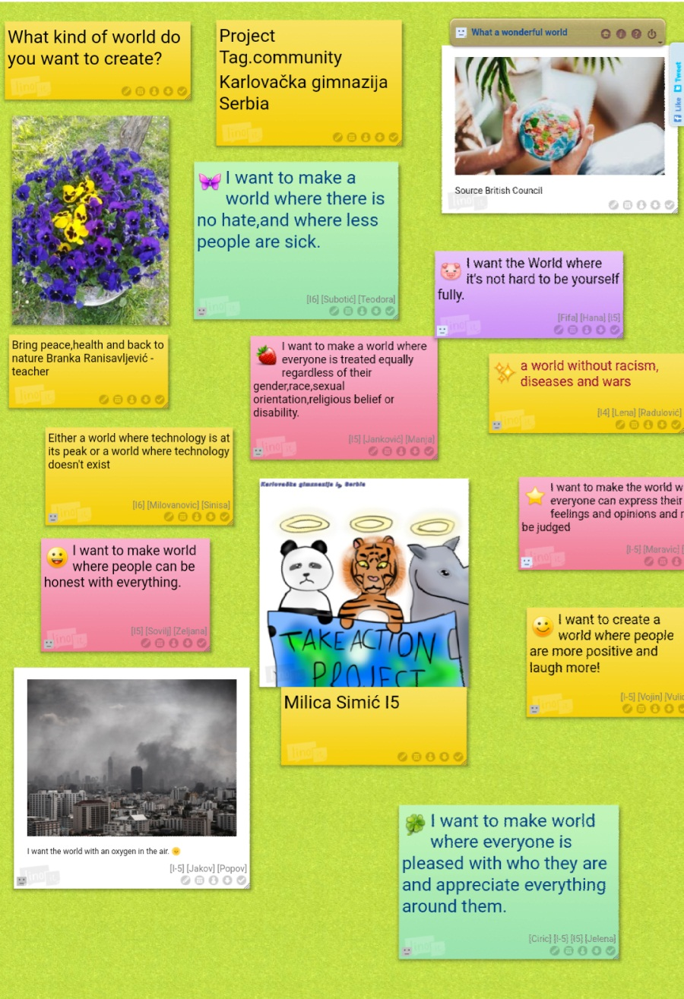 What kind of world do
you want to create?
Project
Tag.community
Karlovačka gimnazija
Serbia
What a wonderful world
Like
Tweet
Source British Council
I want to make a
world where there is
no hate,and where less
people are sick.
[I6] [Subotić] [Teodora]
I want the World where
it's not hard to be yourself
fully.
[Fifa] [Hana] [I5]
Bring peace,health and back to
nature Branka Ranisavljević -
teacher
I want to make a world where
everyone is treated equally
regardless of their
gender,race,sexual
orientation,religious belief or
disability.
[I5] [Janković] [Manja]
a world without racism,
diseases and wars
[I4] [Lena] [Radulović]
Either a world where technology is at
its peak or a world where technology
doesn't exist
[I6] [Milovanovic] [Sinisa]
Karlovačka gimnazija iz Serbie
TAKE ACTION
PROJECT
Milica Simić I5
I want to make the world w
everyone can express their
feelings and opinions and
be judged
[I-5] [Maravic]
I want to make world
where people can be
honest with everything.
[I5] [Sovilj] [Zeljana]
I want to create a
world where people
are more positive and
laugh more!
[I-5] [Vojin] [Vulic
I want the world with an oxygen in the air.
[I-5] [Jakov] [Popov]
I want to make world
where everyone is
pleased with who they are
and appreciate everything
around them.
[Ciric] [I-5] [I5] [Jelena]